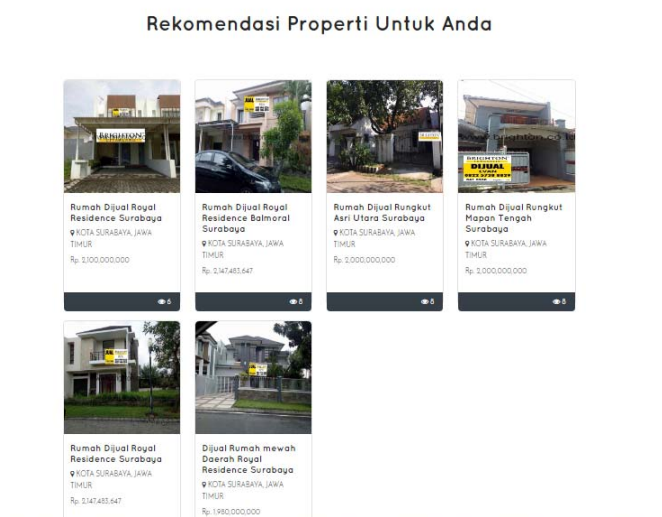 Rekomendasi Properti Untuk Anda
BRIGHTON
Rumah Dijual Royal
Residence Surabaya
KOTA SURABAYA, JAWA
TIMUR
Rp. 2,100,000,000
6
JUAL
Rumah Dijual Royal
Residence Balmoral
Surabaya
KOTA SURABAYA, JAWA
TIMUR
Rp. 2,147,483,647
8
Rumah Dijual Rungkut
Asri Utara Surabaya
KOTA SURABAYA, JAWA
TIMUR
Rp. 2,000,000,000
8
brighton.co
BRIGHTON
DIJUAL
Rumah Dijual Rungkut
Mapan Tengah
Surabaya
KOTA SURABAYA, JAWA
TIMUR
Rp. 2,000,000,000
8
Rumah Dijual Royal
Residence Surabaya
KOTA SURABAYA, JAWA
TIMUR
Rp. 2,147,483,647
Dijual Rumah mewah
Daerah Royal
Residence Surabaya
KOTA SURABAYA, JAWA
TIMUR
Rp. 1,980,000,000